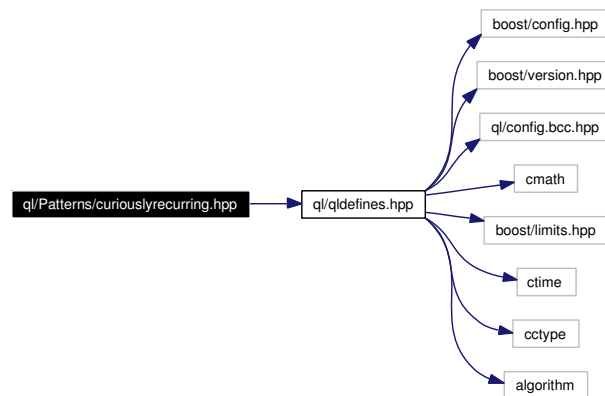 boost/config.hpp
boost/version.hpp
ql/config.bcc.hpp
cmath
ql/Patterns/curiouslyrecurring.hpp
ql/qldefines.hpp
boost/limits.hpp
ctime
cctype
algorithm